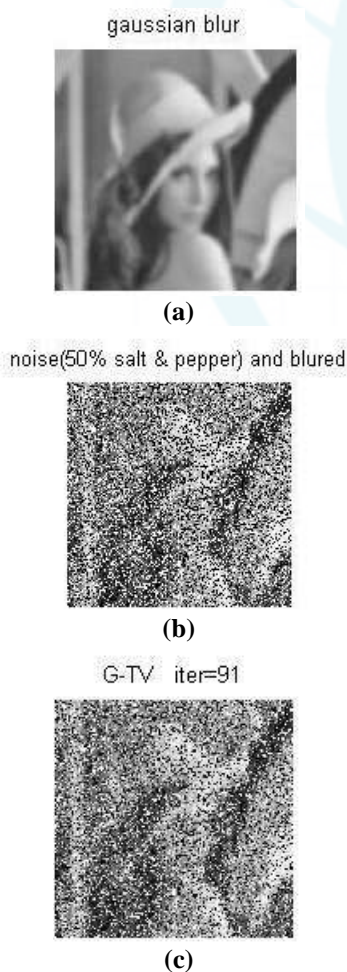 gaussian blur
(a)
noise(50% salt & pepper) and blured
(b)
G-TV iter=91
(c)